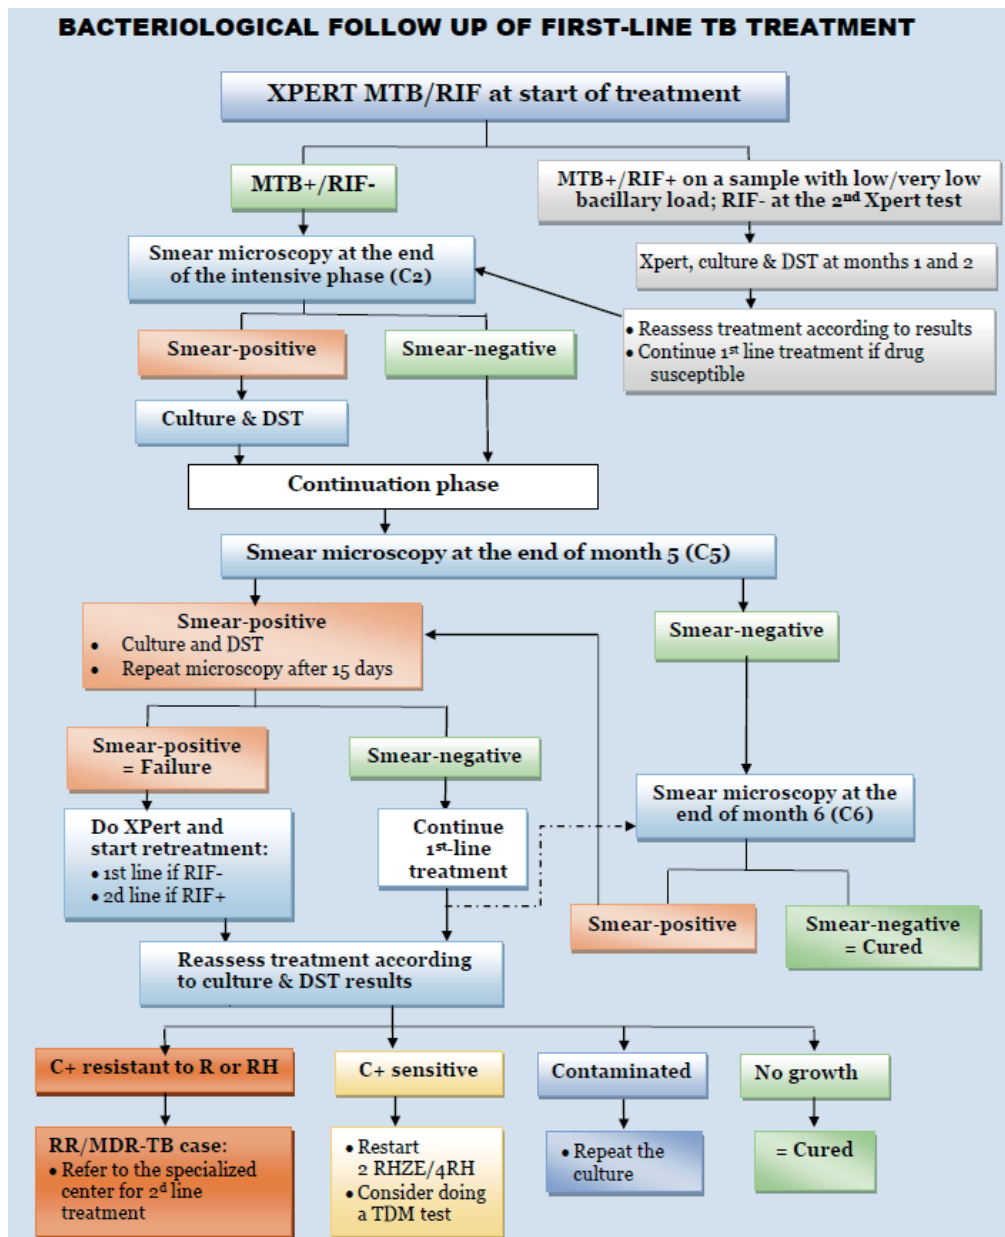 BACTERIOLOGICAL FOLLOW UP OF FIRST-LINE TB TREATMENT
XPERT MTB/RIF at start of treatment
MTB+/RIF-
MTB+/RIF+ on a sample with low/very low
bacillary load; RIF- at the 2nd Xpert test
Smear microscopy at the end
of the intensive phase (C2)
Xpert, culture & DST at months 1 and 2
• Reassess treatment according to results
• Continue 1st line treatment if drug
susceptible
Smear-positive
Smear-negative
Culture & DST
Continuation phase
Smear microscopy at the end of month 5 (C5)
Smear-positive
• Culture and DST
• Repeat microscopy after 15 days
Smear-negative
Smear-positive
= Failure
Smear-negative
Smear microscopy at the
end of month 6 (C6)
Do XPert and
start retreatment:
• 1st line if RIF-
• 2d line if RIF+
Continue
1st-line
treatment
Smear-positive
Smear-negative
= Cured
Reassess treatment according
to culture & DST results
C+ resistant to R or RH
C+ sensitive
Contaminated
No growth
RR/MDR-TB case:
• Refer to the specialized
center for 2d line
treatment
• Restart
2 RHZE/4RH
• Consider doing
a TDM test
• Repeat the
culture
= Cured